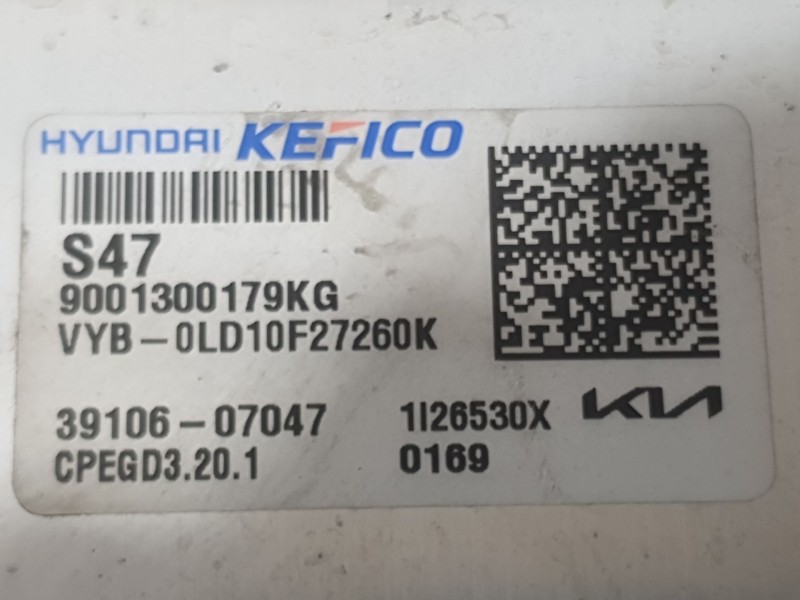 HYUNDAI KEFICO
S47
9001300179KG
VYB-0LD10F27260K
39106-07047 1I26530X KIA
CPEGD3.20.1 0169